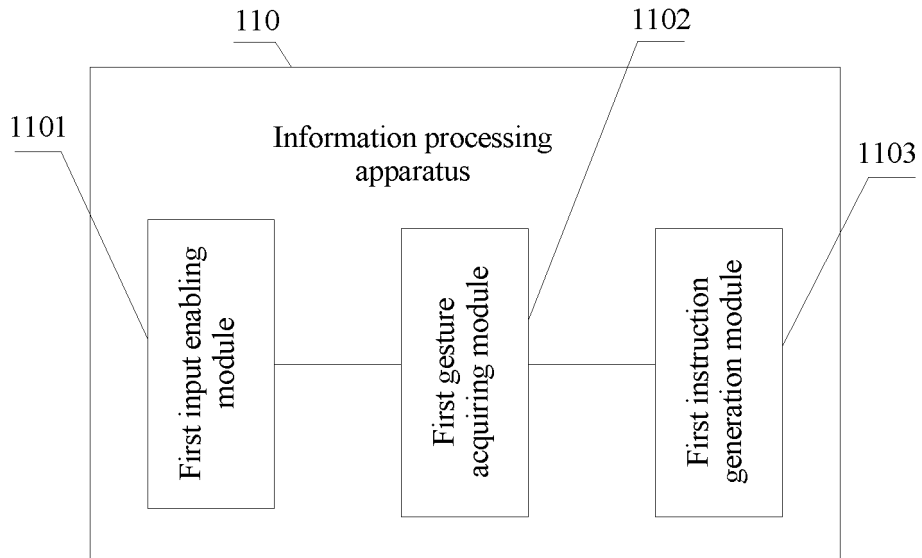 110
1102
1101
Information processing
apparatus
1103
First input enabling
module
First gesture
acquiring module
First instruction
generation module